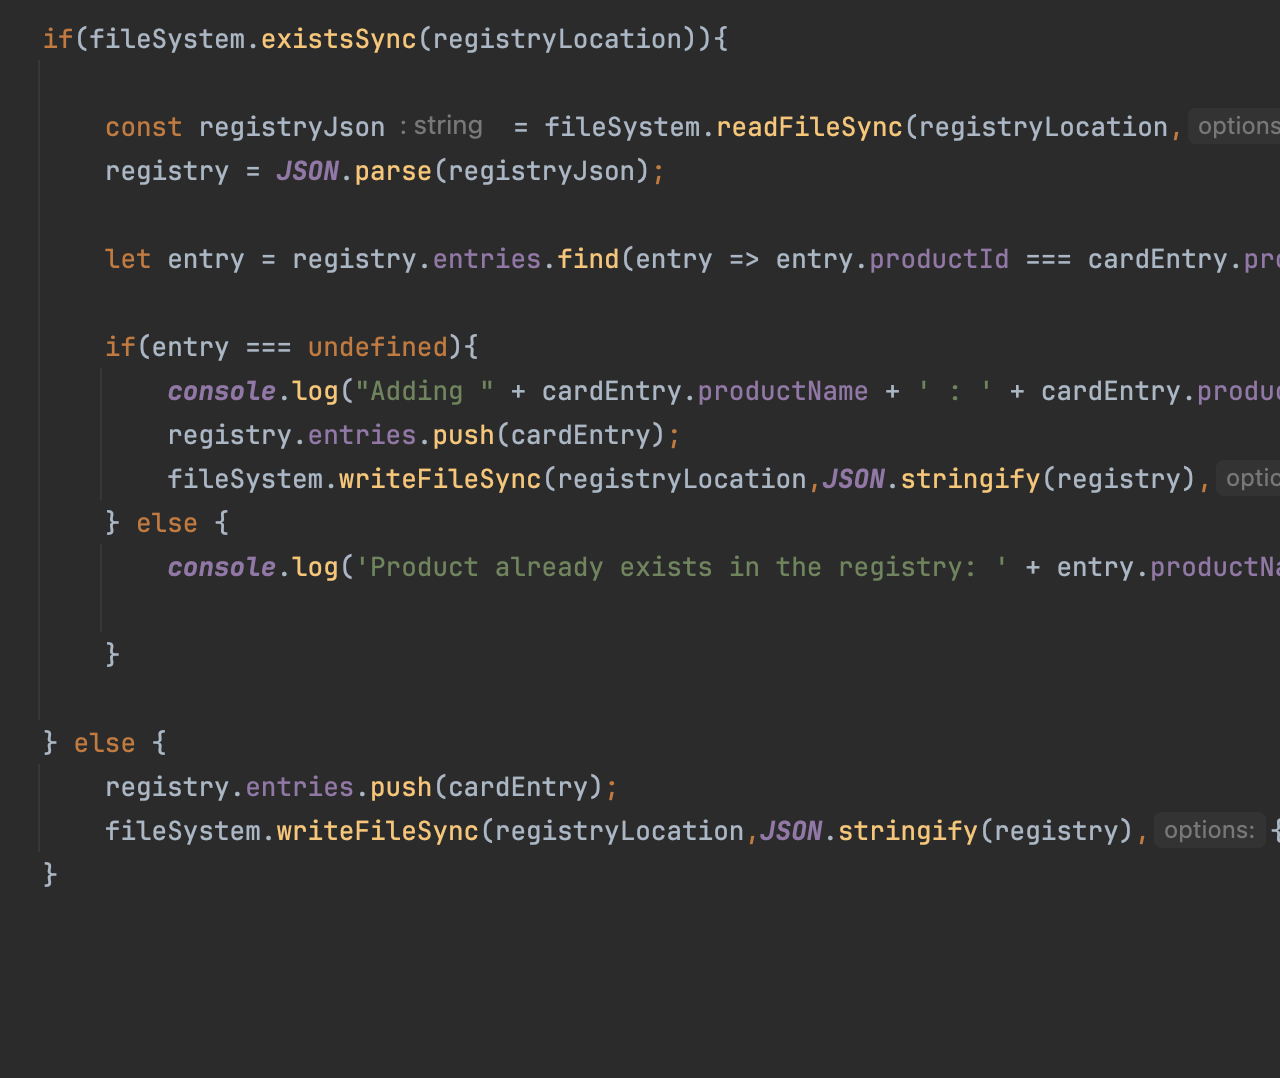 if(fileSystem.existsSync(registryLocation)){
const registryJson : string = fileSystem.readFileSync(registryLocation, options
registry = JSON.parse(registryJson);
let entry = registry.entries.find(entry => entry.productId === cardEntry.pro
if(entry === undefined){
console.log("Adding " + cardEntry.productName + ' : ' + cardEntry.produc
registry.entries.push(cardEntry);
fileSystem.writeFileSync(registryLocation,JSON.stringify(registry), optio
} else {
console.log('Product already exists in the registry: ' + entry.productNa
}
} else {
registry.entries.push(cardEntry);
fileSystem.writeFileSync(registryLocation,JSON.stringify(registry), options: {
}